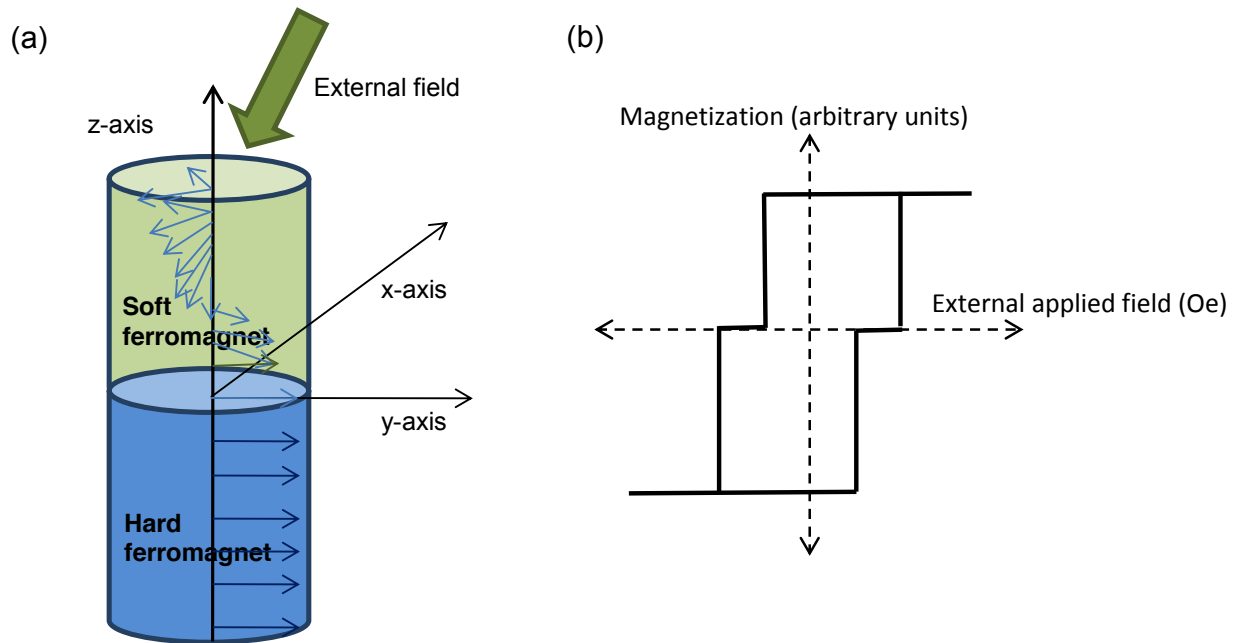 (a)
External field
z-axis
x-axis
Soft
ferromagnet
y-axis
Hard
ferromagnet
(b)
Magnetization (arbitrary units)
External applied field (Oe)